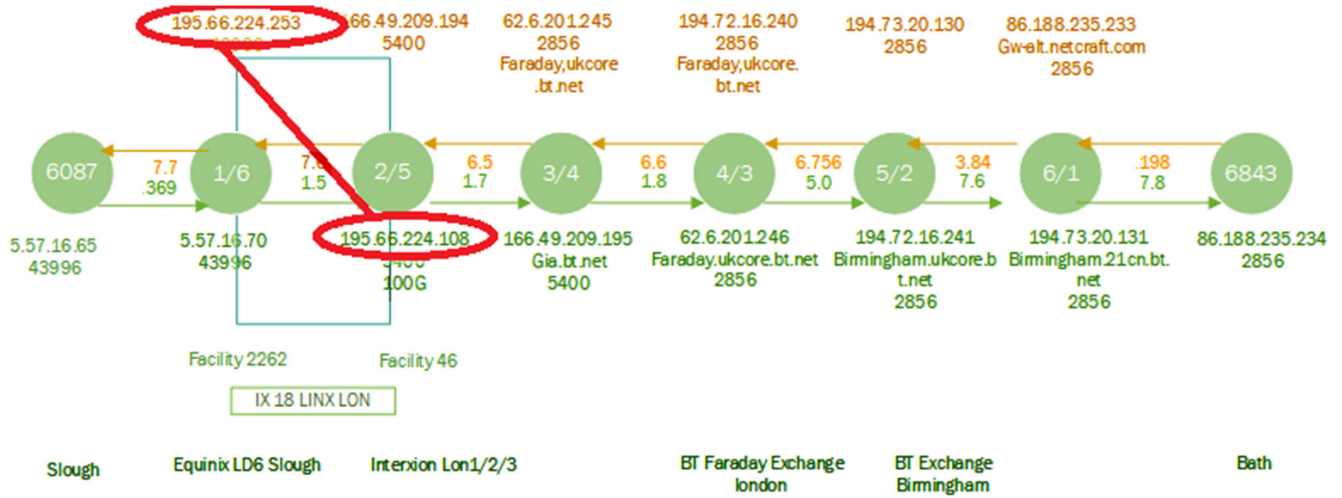 195.66.224.253
166.49.209.194
5400
62.6.201.245
2856
Faraday,ukcore
.bt.net
194.72.16.240
2856
Faraday,ukcore.
bt.net
194.73.20.130
2856
86.188.235.233
Gw-alt.netcraft.com
2856
6087
7.7
.369
1/6
1.5
2/5
6.5
1.7
3/4
6.6
1.8
4/3
6.756
5.0
5/2
3.84
7.6
6/1
.198
7.8
6843
5.57.16.65
43996
5.57.16.70
43996
195.66.224.108
5400
100G
166.49.209.195
Gia.bt.net
5400
62.6.201.246
Faraday.ukcore.bt.net
2856
194.72.16.241
Birmingham.ukcore.b
t.net
2856
194.73.20.131
Birmingham.21cn.bt.
net
2856
86.188.235.234
2856
Facility 2262
Facility 46
IX 18 LINX LON
Slough
Equinix LD6 Slough
Interxion Lon1/2/3
BT Faraday Exchange
london
BT Exchange
Birmingham
Bath